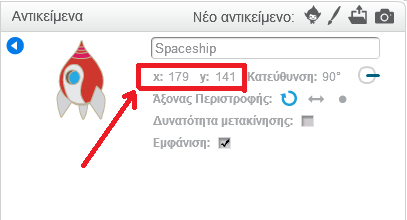 Αντικείμενα Νέο αντικείμενο:
Spaceship
x: 179 y: 141 Κατεύθυνση: 90°
Άξονας Περιστροφής:
Δυνατότητα μετακίνησης:
Εμφάνιση: